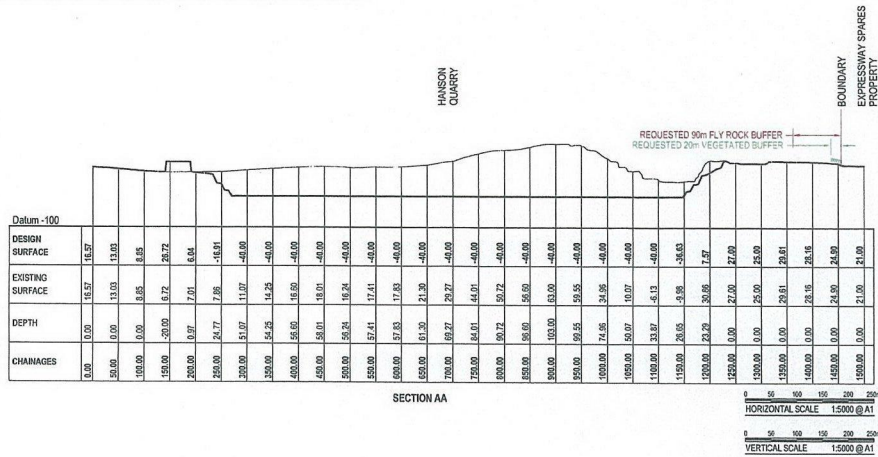 HANSON
QUARRY
BOUNDARY
EXPRESSWAY SPARES
PROPERTY
REQUESTED 90m FLY ROCK BUFFER
REQUESTED 20m VEGETATED BUFFER
Datum -100
DESIGN SURFACE 16.57 13.03 8.85 26.72 6.04 -16.91 -40.00 -40.00 -40.00 -40.00 -40.00 -40.00 -40.00 -40.00 -40.00 -40.00 -40.00 -40.00 -40.00 -40.00 -40.00 -40.00 -40.00 -36.63 7.57 27.00 25.00 29.61 28.16 24.90 21.00
EXISTING SURFACE 16.57 13.03 8.85 6.72 7.01 7.86 11.07 14.25 16.60 18.01 16.24 17.41 17.83 21.30 29.27 44.01 50.72 56.60 63.00 59.55 34.96 10.07 -6.13 -9.98 30.86 27.00 25.00 29.61 28.16 24.90 21.00
DEPTH 0.00 0.00 0.00 -20.00 0.97 24.77 51.07 54.25 56.60 58.01 56.24 57.41 57.83 61.30 69.27 84.01 90.72 96.60 103.00 99.55 74.96 50.07 33.87 26.65 23.29 0.00 0.00 0.00 0.00 0.00 0.00
CHAINAGES 0.00 50.00 100.00 150.00 200.00 250.00 300.00 350.00 400.00 450.00 500.00 550.00 600.00 650.00 700.00 750.00 800.00 850.00 900.00 950.00 1000.00 1050.00 1100.00 1150.00 1200.00 1250.00 1300.00 1350.00 1400.00 1450.00 1500.00
SECTION AA
0 50 100 150 200 250m
HORIZONTAL SCALE 1:5000 @ A1
0 50 100 150 200 250m
VERTICAL SCALE 1:5000 @ A1